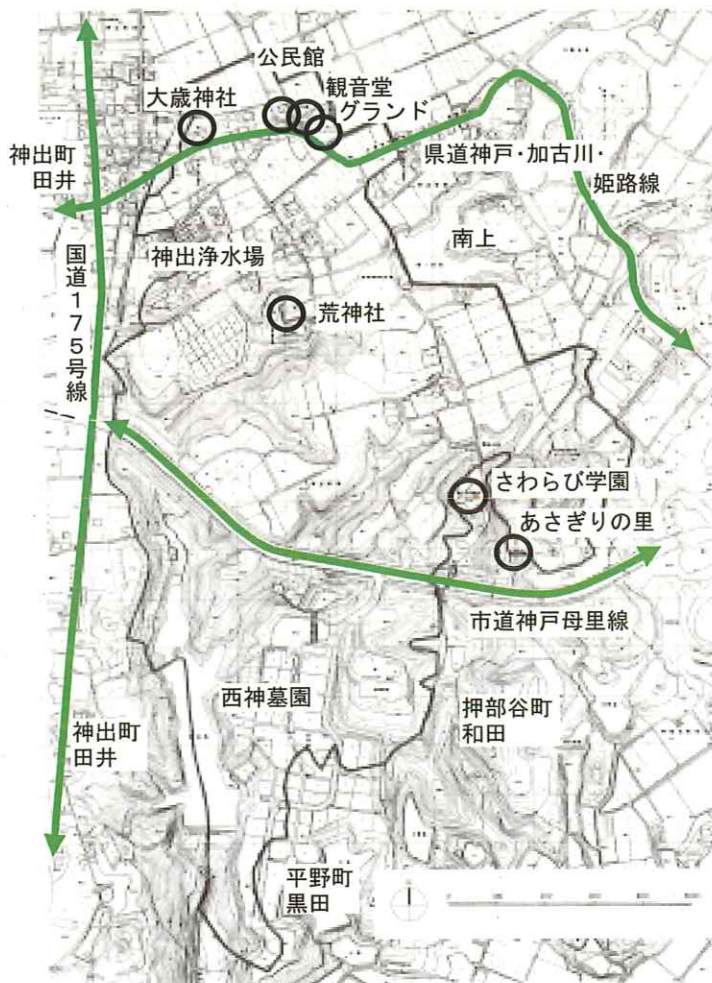 公民館
観音堂
大歳神社
グランド
神出町
田井
県道神戸・加古川・
姫路線
南上
神出浄水場
国道175号線
荒神社
さわらび学園
あさぎりの里
市道神戸母里線
西神墓園
押部谷町
和田
神出町
田井
平野町
黒田